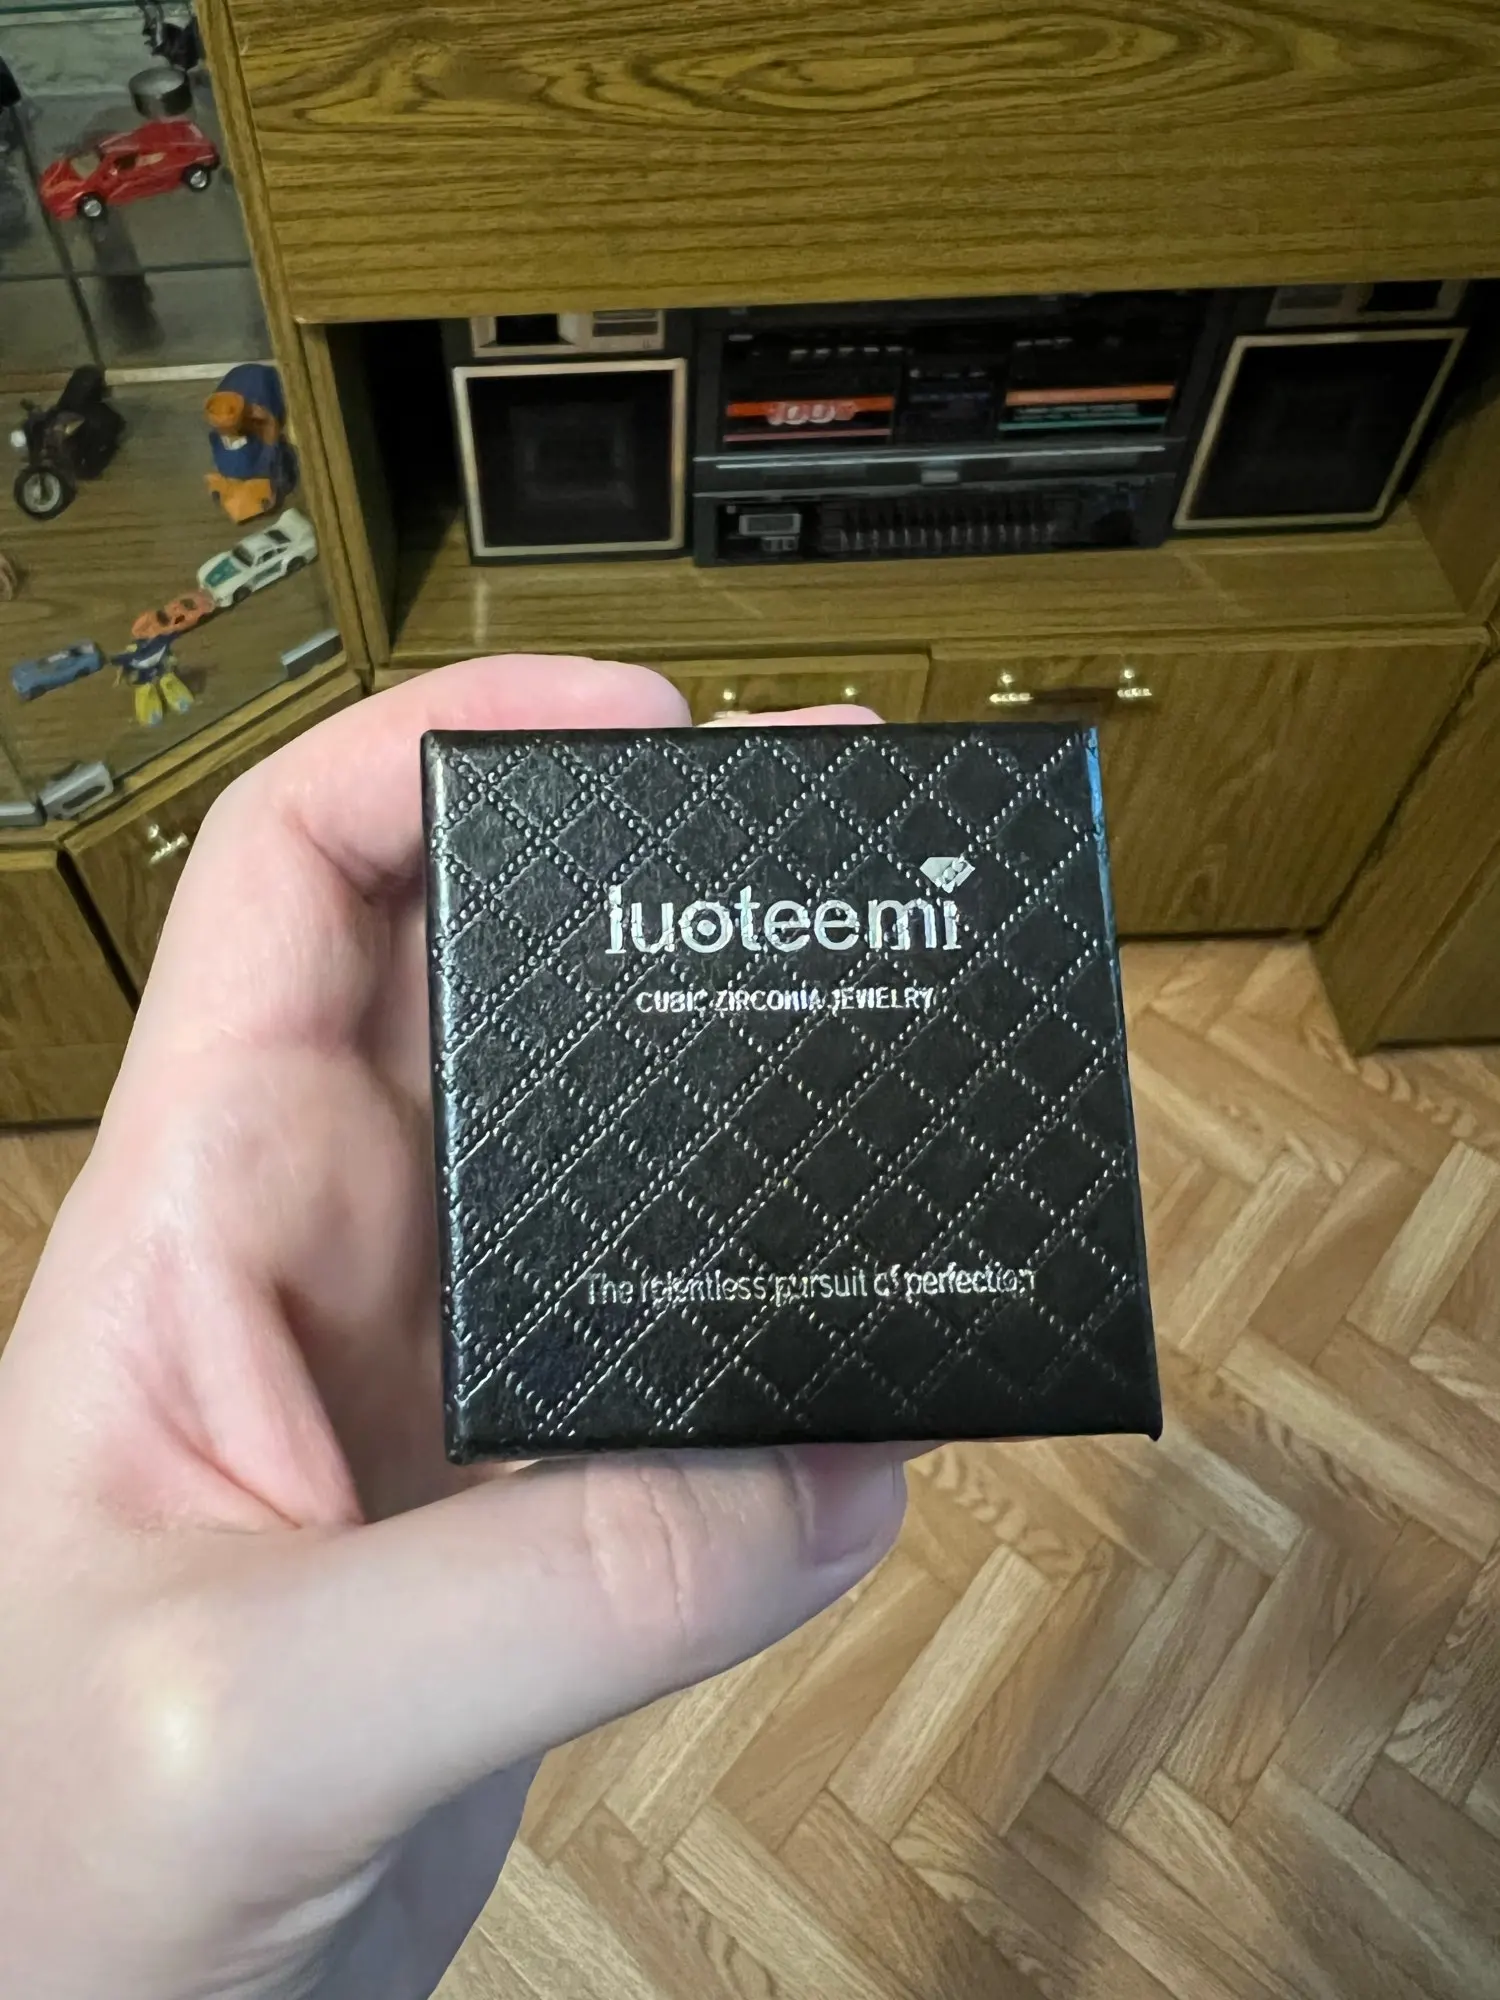 luoteemi
CUBIC ZIRCONIA JEWELRY
The relentless pursuit of perfection